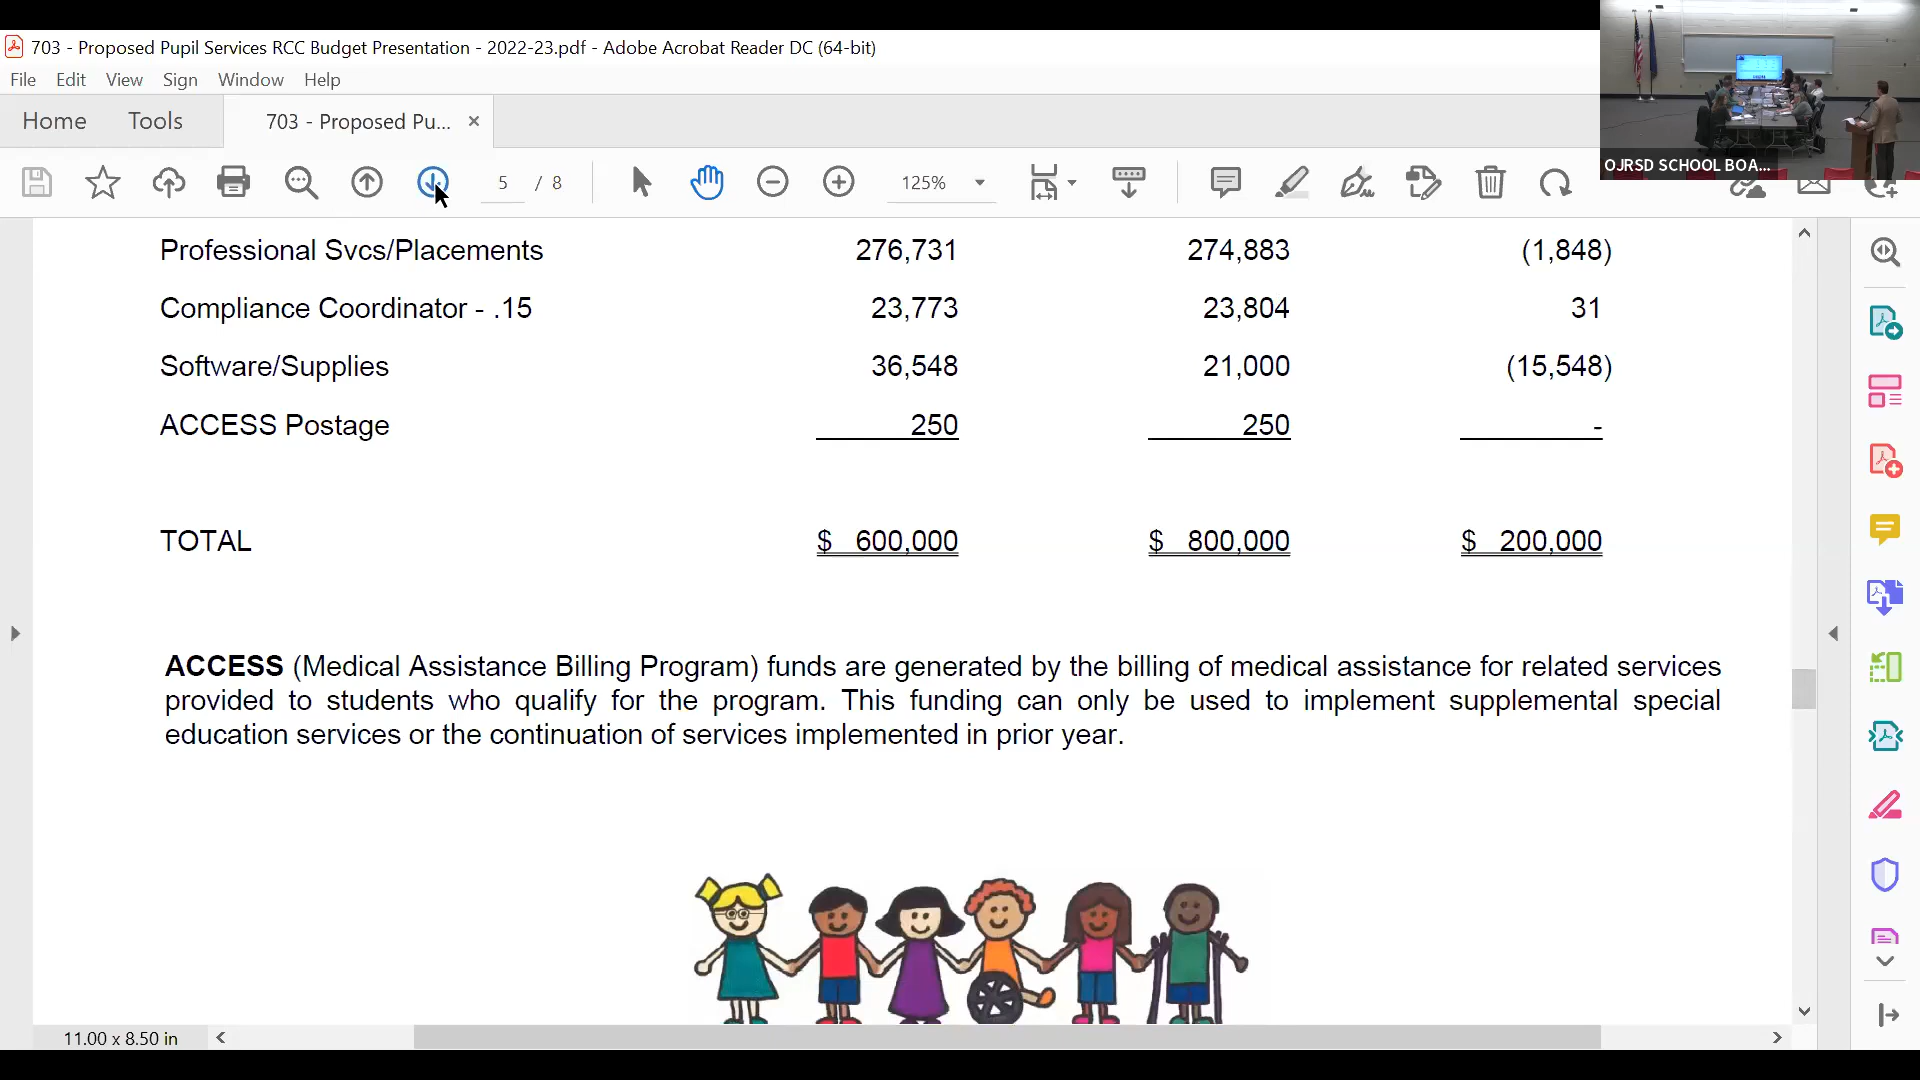 703 - Proposed Pupil Services RCC Budget Presentation - 2022-23.pdf - Adobe Acrobat Reader DC (64-bit)
File Edit View Sign Window Help
Home Tools 703 - Proposed Pu... ×
5 / 8 125%
OJRSD SCHOOL BOA...
Professional Svcs/Placements 276,731 274,883 (1,848)
Compliance Coordinator - .15 23,773 23,804 31
Software/Supplies 36,548 21,000 (15,548)
ACCESS Postage 250 250 -
TOTAL $ 600,000 $ 800,000 $ 200,000
ACCESS (Medical Assistance Billing Program) funds are generated by the billing of medical assistance for related services
provided to students who qualify for the program. This funding can only be used to implement supplemental special
education services or the continuation of services implemented in prior year.
11.00 x 8.50 in